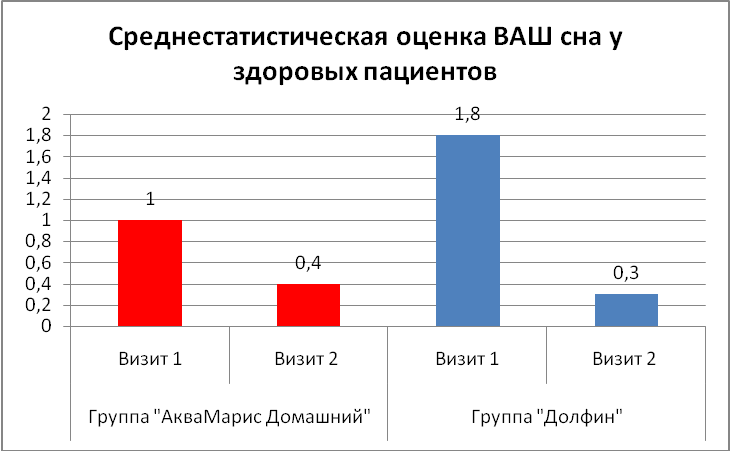 Среднестатистическая оценка ВАШ сна у
здоровых пациентов
2
1,8
1,6
1,4
1,2
1
0,8
0,6
0,4
0,2
0
1
0,4
1,8
0,3
Визит 1
Визит 2
Визит 1
Визит 2
Группа "АкваМарис Домашний"
Группа "Долфин"